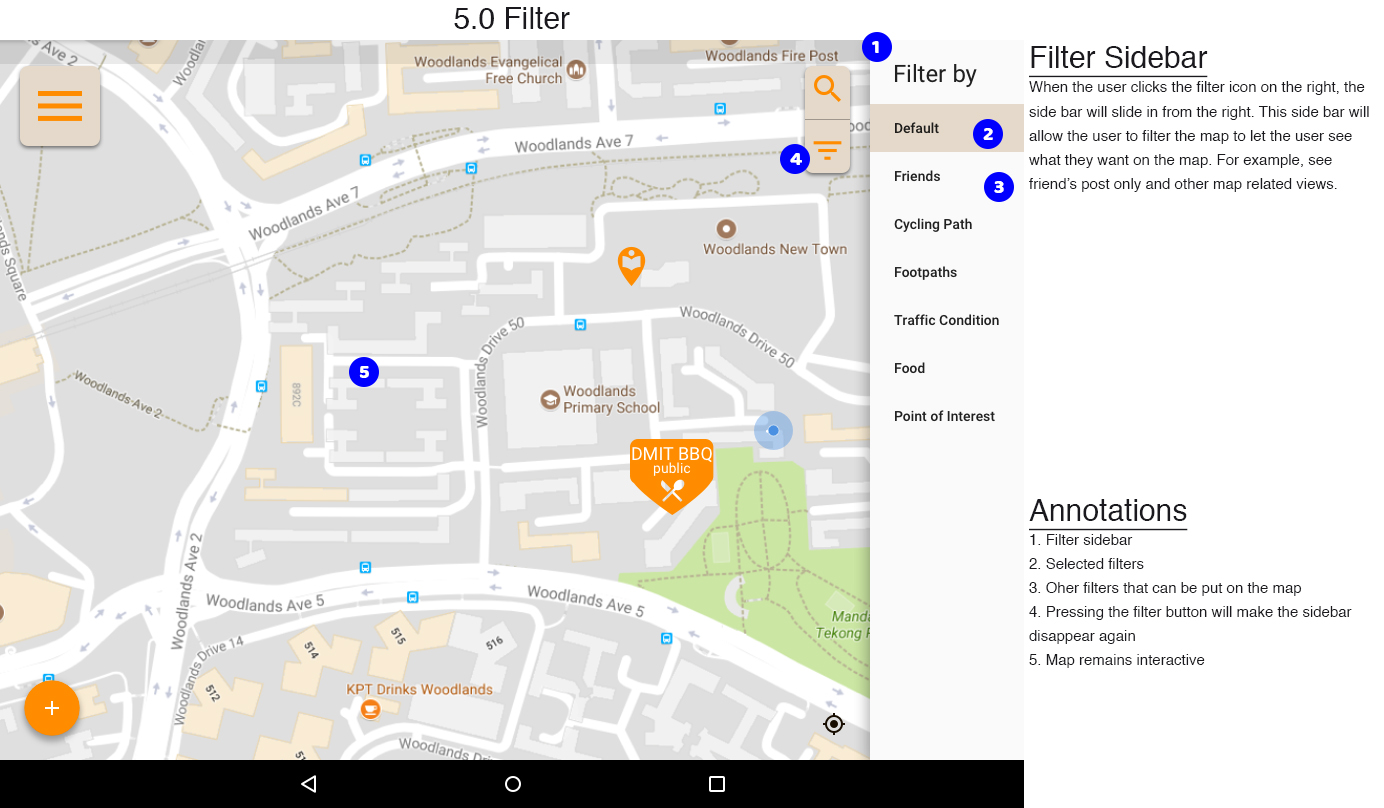 5.0 Filter
Ave 2
Woodlands
Woodlands Evangelical
Free Church
Woodlands Fire Post
1
Filter by
Default
2
Friends
3
Cycling Path
Footpaths
Traffic Condition
Food
Point of Interest
4
Woodlands Ave 7
Woodlands Ave 7
Woodlands New Town
Woodlands Drive 50
Woodlands Drive 50
Woodlands Drive 50
5
892C
Woodlands Ave 2
Woodlands
Primary School
DMIT BBQ
public
Woodlands Ave 2
Woodlands Ave 5
Woodlands Ave 5
Woodlands Drive 14
514
515
516
512
KPT Drinks Woodlands
Manda
Tekong
Filter Sidebar
When the user clicks the filter icon on the right, the
side bar will slide in from the right. This side bar will
allow the user to filter the map to let the user see
what they want on the map. For example, see
friend's post only and other map related views.
Annotations
1. Filter sidebar
2. Selected filters
3. Oher filters that can be put on the map
4. Pressing the filter button will make the sidebar
disappear again
5. Map remains interactive